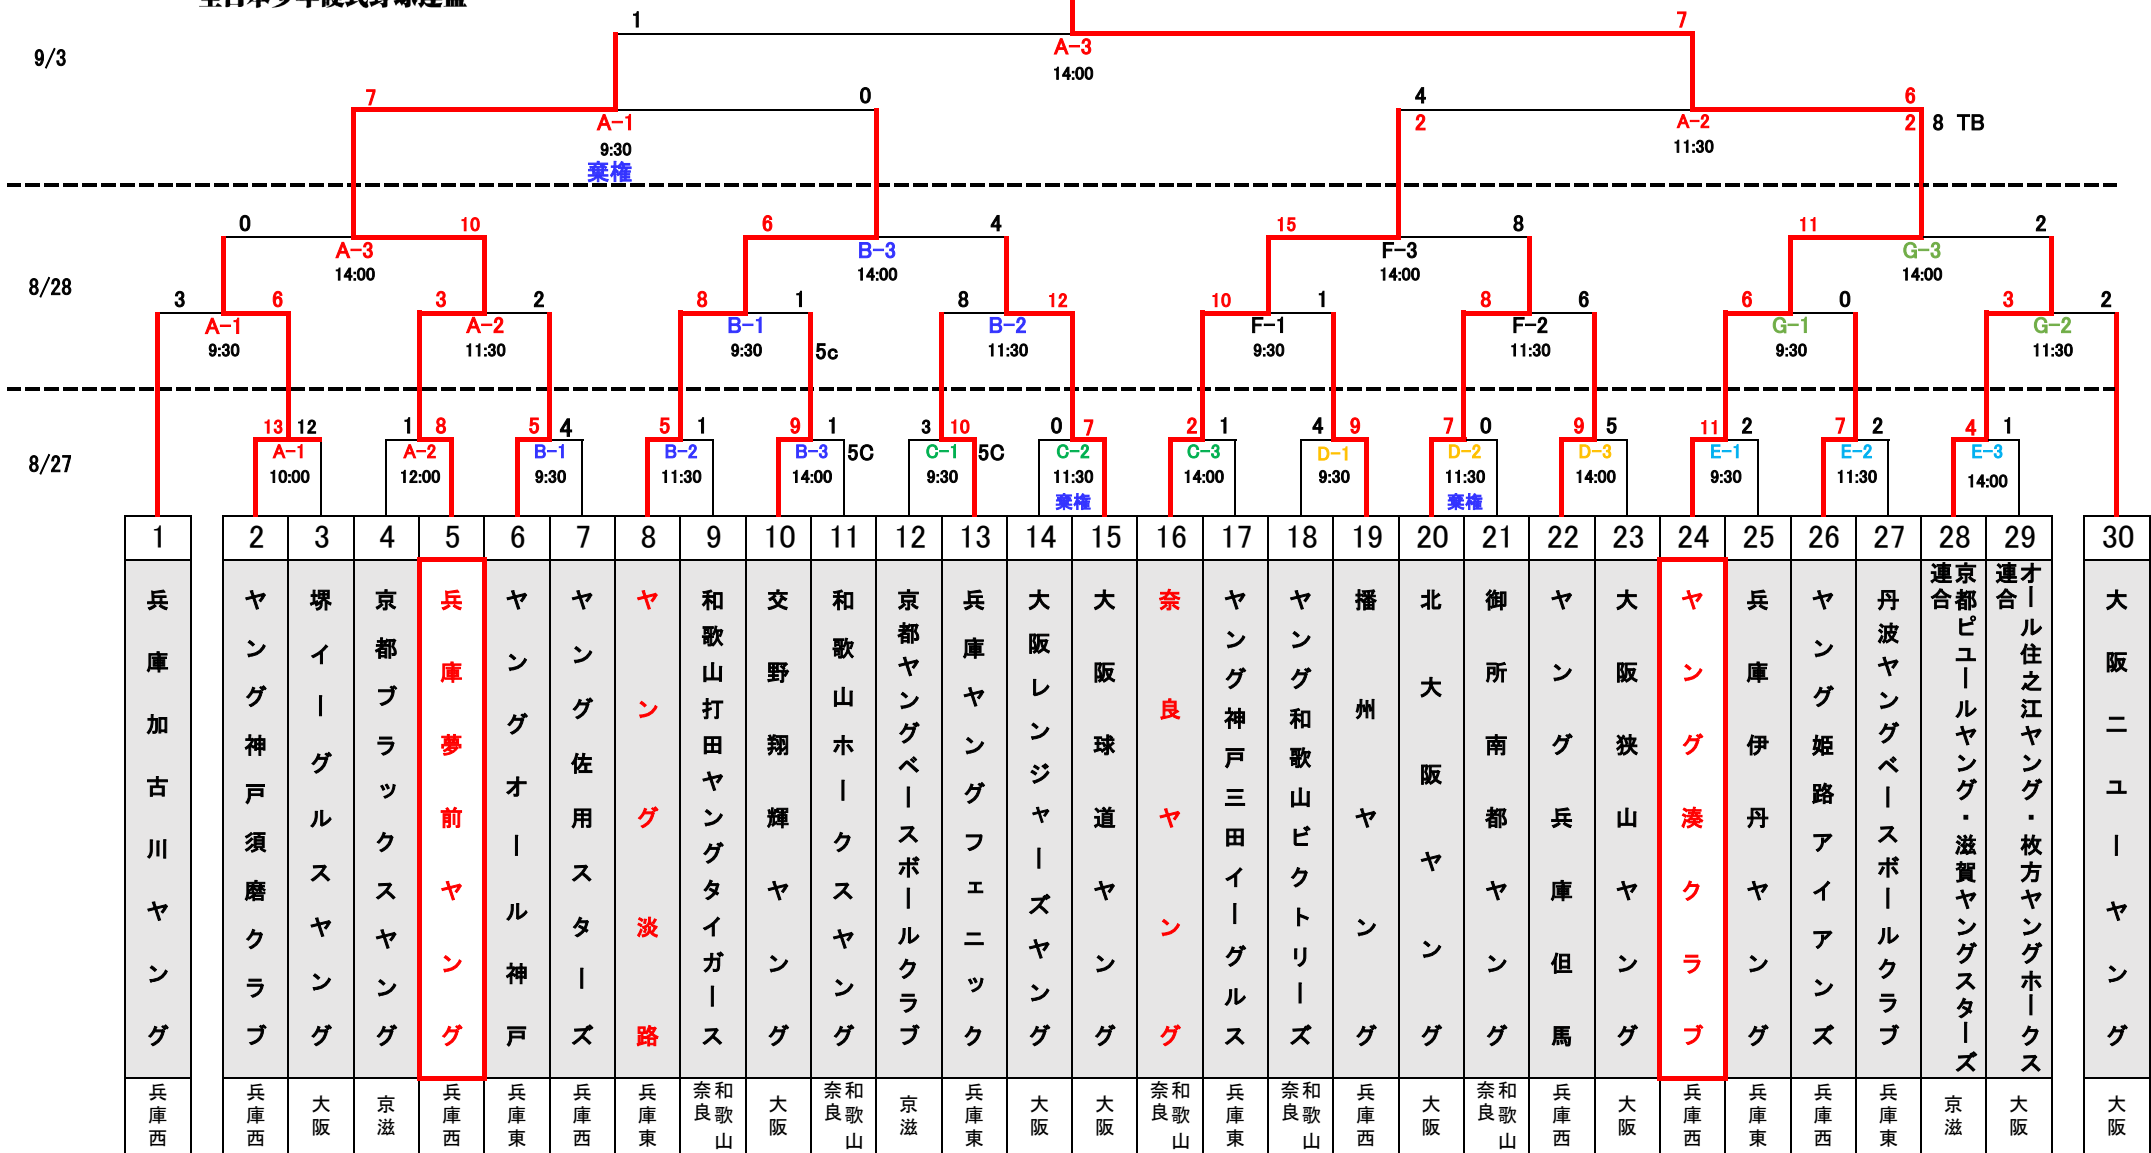 全日本少年硬式野球連盟
1 7
9/3
A-3
14:00
7 0 4 6
A-1 2 A-2 2 8 TB
9:30 11:30
棄権
0 10 6 4 15 8 11 2
A-3 B-3 F-3 G-3
14:00 14:00 14:00 14:00
8/28
3 6 3 2 8 1 8 12 10 1 8 6 6 0 3 2
A-1 A-2 B-1 B-2 F-1 F-2 G-1 G-2
9:30 11:30 9:30 5c 11:30 9:30 11:30 9:30 11:30
13 12 1 8 5 4 5 1 9 1 3 10 0 7 2 1 4 9 7 0 9 5 11 2 7 2 4 1
8/27
A-1 A-2 B-1 B-2 B-3 5C C-1 5C C-2 C-3 D-1 D-2 D-3 E-1 E-2 E-3
10:00 12:00 9:30 11:30 14:00 9:30 11:30 14:00 9:30 11:30 14:00 9:30 11:30 14:00
棄権 棄権
1 2 3 4 5 6 7 8 9 10 11 12 13 14 15 16 17 18 19 20 21 22 23 24 25 26 27 28 29 30
兵庫加古川ヤング
ヤング神戸須磨クラブ
堺イーグルスヤング
京都ブラックスヤング
兵庫夢前ヤング
ヤングオール神戸
ヤング佐用スターズ
ヤング淡路
和歌山打田ヤングタイガース
交野翔輝ヤング
和歌山ホークスヤング
京都ヤングベースボールクラブ
兵庫ヤングフェニック
大阪レンジャーズヤング
大阪球道ヤング
奈良ヤング
ヤング神戸三田イーグルス
ヤング和歌山ビクトリーズ
播州ヤング
北大阪ヤング
御所南都ヤング
ヤング兵庫但馬
大阪狭山ヤング
ヤング湊クラブ
兵庫伊丹ヤング
ヤング姫路アイアンズ
丹波ヤングベースボールクラブ
京都ピュールヤング・滋賀ヤングスターズ
連合
オール住之江ヤング・枚方ヤングホークス
連合
大阪ニューヤング
兵庫西
兵庫西
大阪
京滋
兵庫西
兵庫東
兵庫西
兵庫東
和歌山
奈良
大阪
和歌山
奈良
京滋
兵庫東
大阪
大阪
和歌山
奈良
兵庫東
和歌山
奈良
兵庫西
大阪
和歌山
奈良
兵庫西
大阪
兵庫西
兵庫東
兵庫西
兵庫東
京滋
大阪
大阪